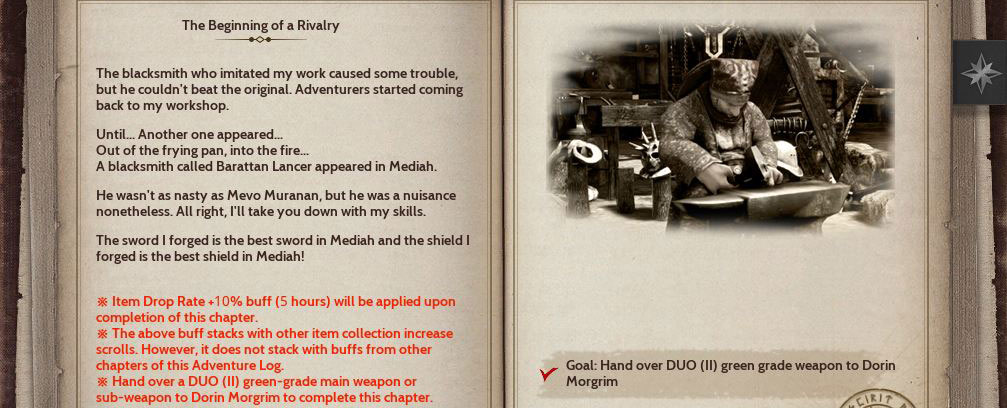 The Beginning of a Rivalry
The blacksmith who imitated my work caused some trouble,
but he couldn't beat the original. Adventurers started coming
back to my workshop.
Until... Another one appeared...
Out of the frying pan, into the fire...
A blacksmith called Barattan Lancer appeared in Mediah.
He wasn't as nasty as Mevo Muranan, but he was a nuisance
nonetheless. All right, I'll take you down with my skills.
The sword I forged is the best sword in Mediah and the shield I
forged is the best shield in Mediah!
※ Item Drop Rate +10% buff (5 hours) will be applied upon
completion of this chapter.
※ The above buff stacks with other item collection increase
scrolls. However, it does not stack with buffs from other
chapters of this Adventure Log.
※ Hand over a DUO (II) green-grade main weapon or
sub-weapon to Dorin Morgrim to complete this chapter.
Goal: Hand over DUO (II) green grade weapon to Dorin
Morgrim